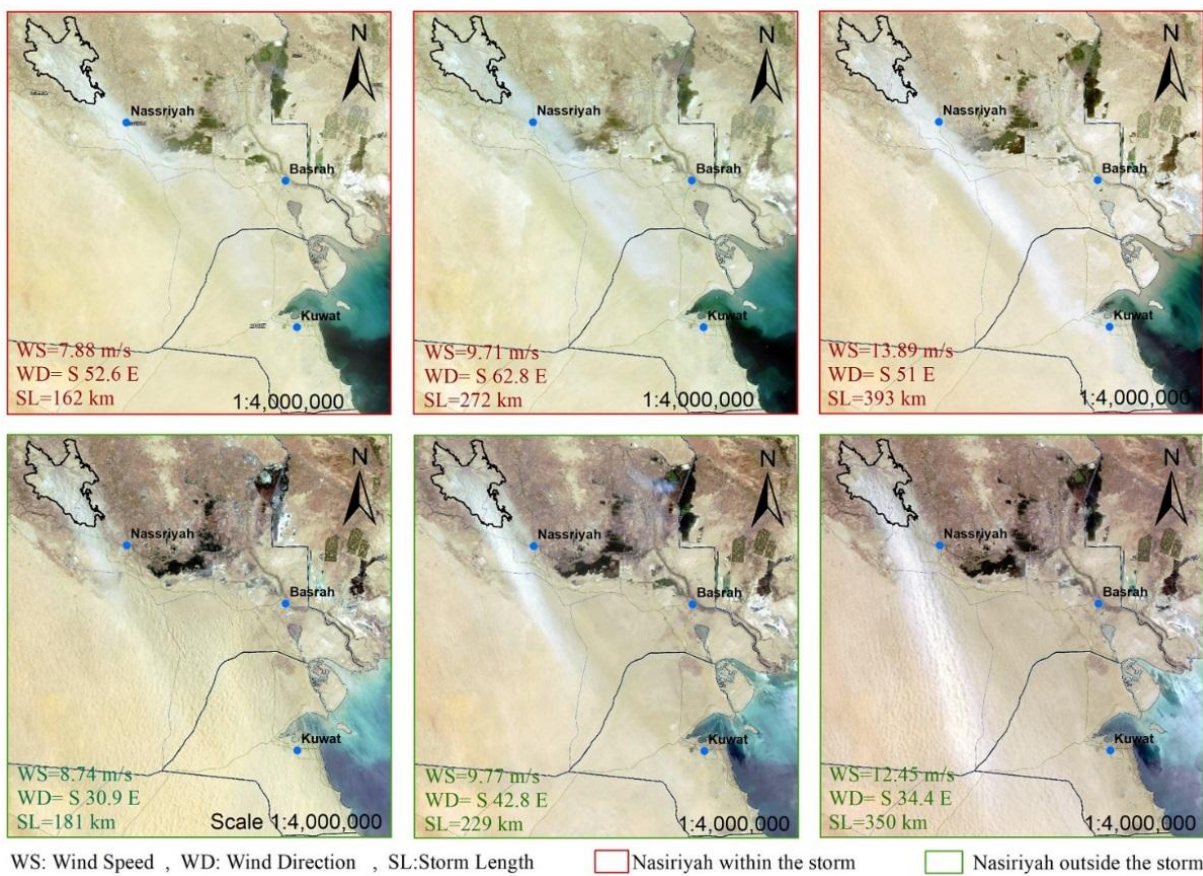 N
Nassriyah
Basrah
Kuwat
WS=7.88 m/s
WD= S 52.6 E
SL=162 km
1:4,000,000
N
Nassriyah
Basrah
Kuwat
WS=9.71 m/s
WD= S 62.8 E
SL=272 km
1:4,000,000
N
Nassriyah
Basrah
Kuwat
WS=13.89 m/s
WD= S 51 E
SL=393 km
1:4,000,000
N
Nassriyah
Basrah
Kuwat
WS=8.74 m/s
WD= S 30.9 E
SL=181 km
Scale 1:4,000,000
N
Nassriyah
Basrah
Kuwat
WS=9.77 m/s
WD= S 42.8 E
SL=229 km
1:4,000,000
N
Nassriyah
Basrah
Kuwat
WS=12.45 m/s
WD= S 34.4 E
SL=350 km
1:4,000,000
WS: Wind Speed , WD: Wind Direction , SL:Storm Length Nasiriyah within the storm Nasiriyah outside the storm